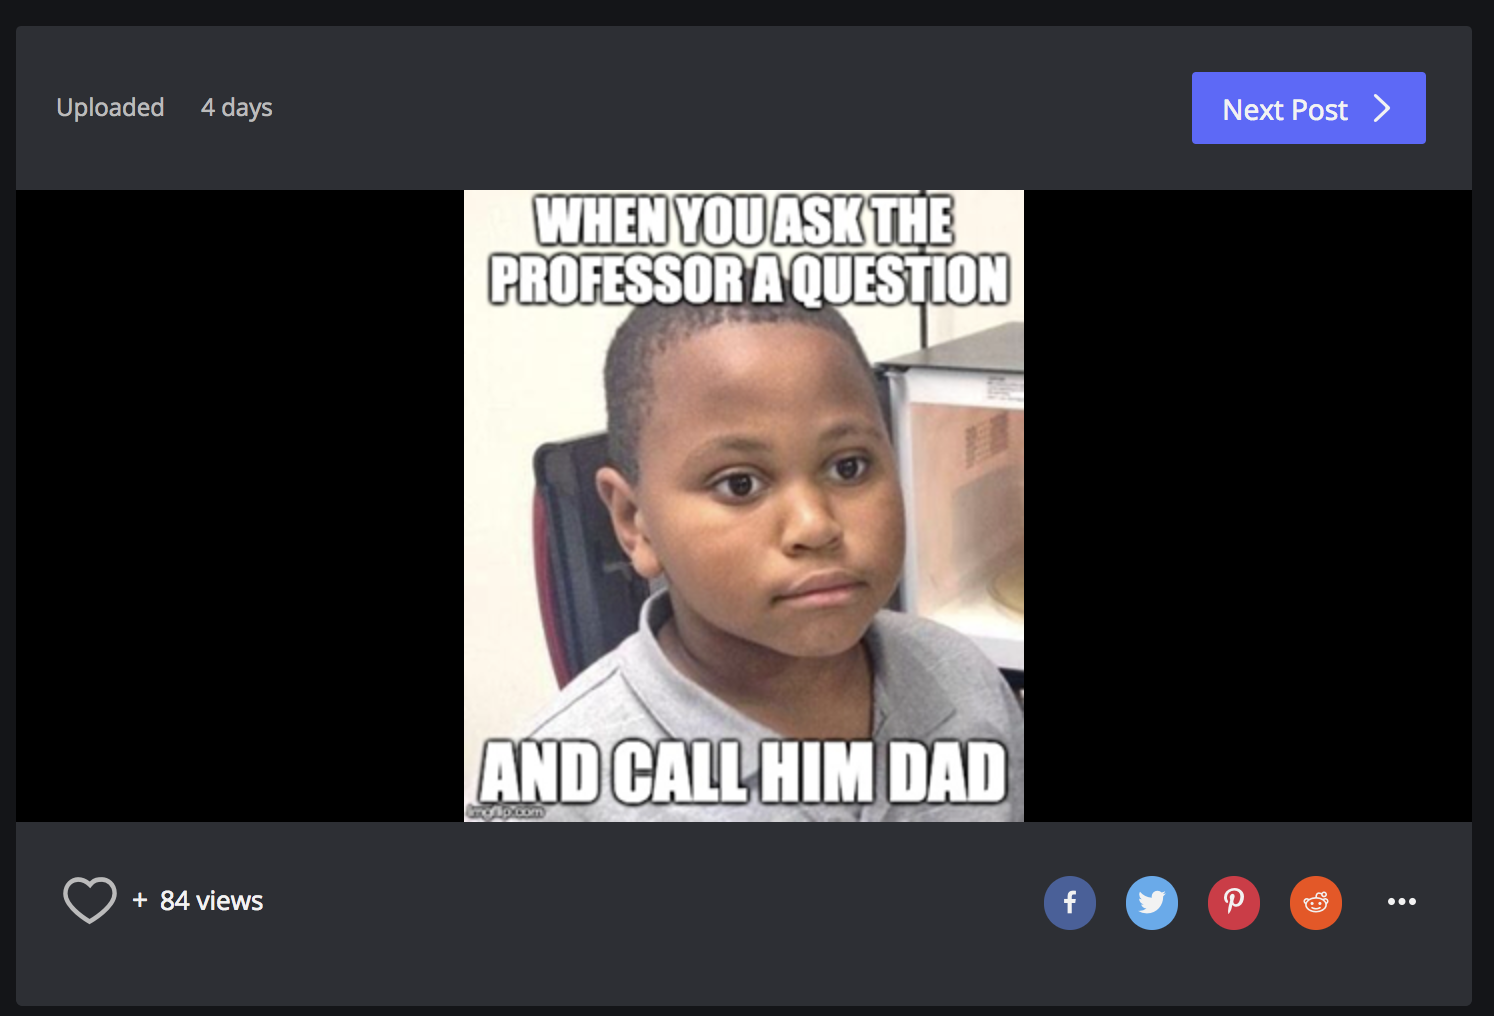 Uploaded 4 days
Next Post
WHEN YOU ASK THE
PROFESSOR A QUESTION
AND CALL HIM DAD
imgflip.com
+ 84 views